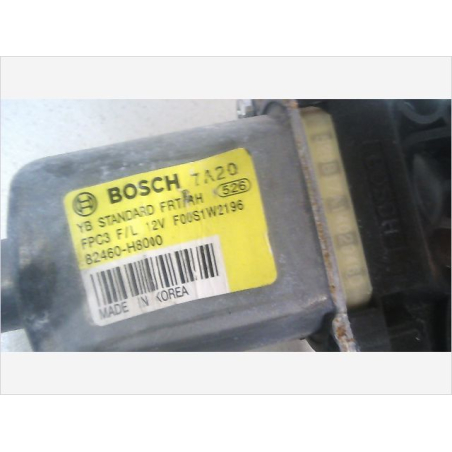 BOSCH 7A20
YB STANDARD FRT/RH 526
FPC3 F/L 12V F00S1W2196
82460-H8000
MADE IN KOREA